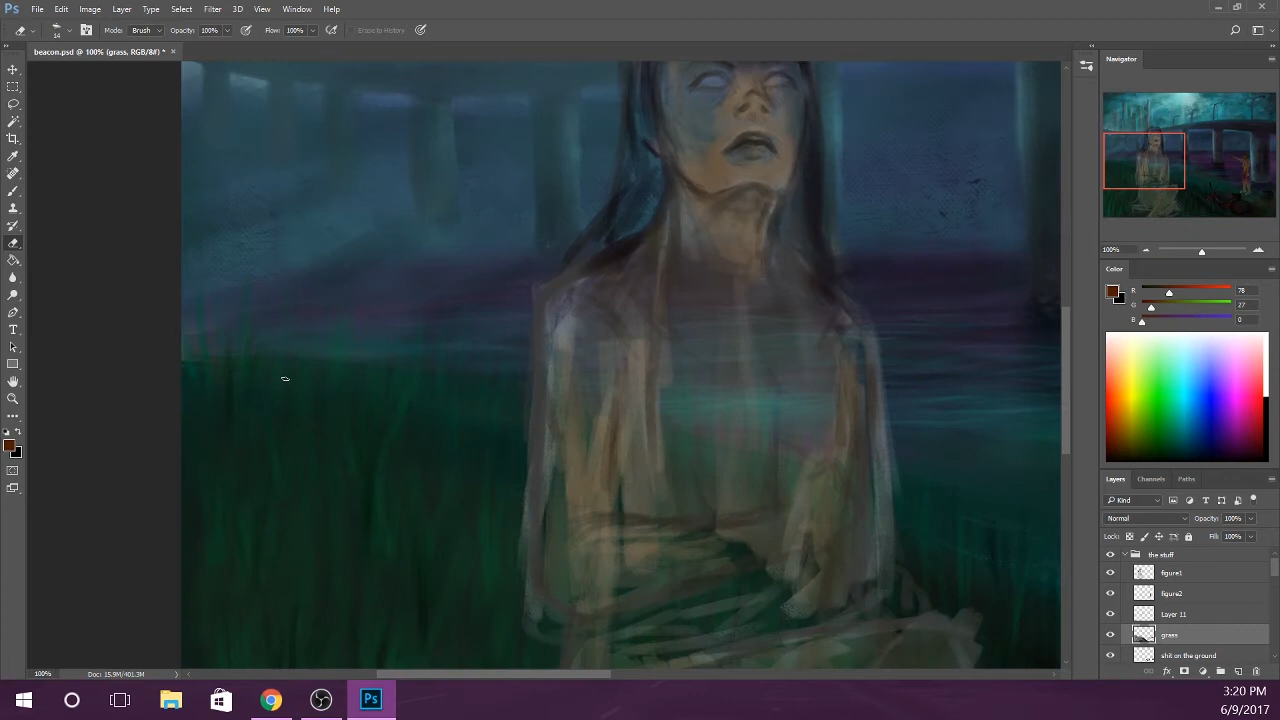 Ps File Edit Image Layer Type Select Filter 3D View Window Help
14 Mode: Brush Opacity: 100% Flow: 100% Erase to History
beacon.psd @ 100% (grass, RGB/8#) * ×
Navigator
100%
Color
R 78
G 27
B 0
Layers Channels Paths
Kind
Normal Opacity: 100%
Lock: Fill: 100%
the stuff
figure1
figure2
Layer 11
grass
shit on the ground
100% Doc: 15.9M/401.3M
Ps
3:20 PM
6/9/2017